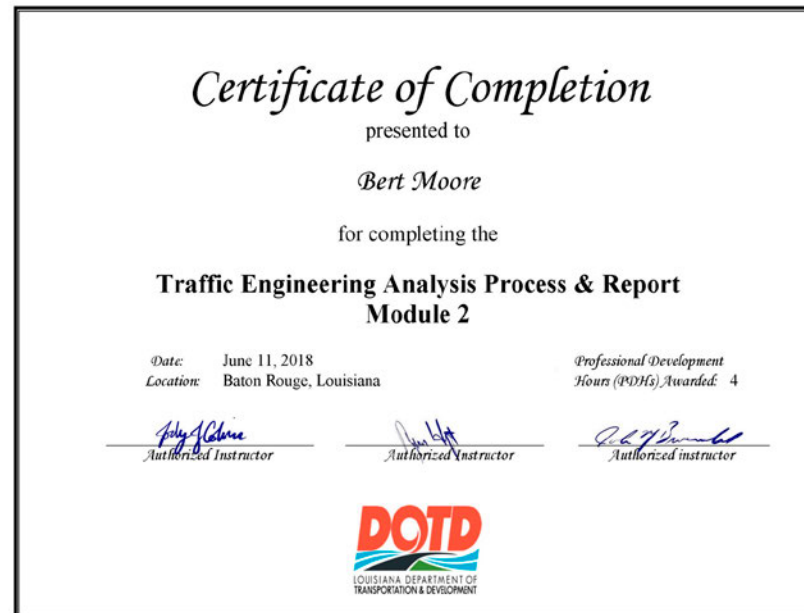 Certificate of Completion
presented to
Bert Moore
for completing the
Traffic Engineering Analysis Process & Report
Module 2
Date: June 11, 2018
Location: Baton Rouge, Louisiana
Professional Development
Hours (PDHs) Awarded: 4
Authorized Instructor
Authorized Instructor
Authorized instructor
DOTD
LOUISIANA DEPARTMENT OF
TRANSPORTATION & DEVELOPMENT